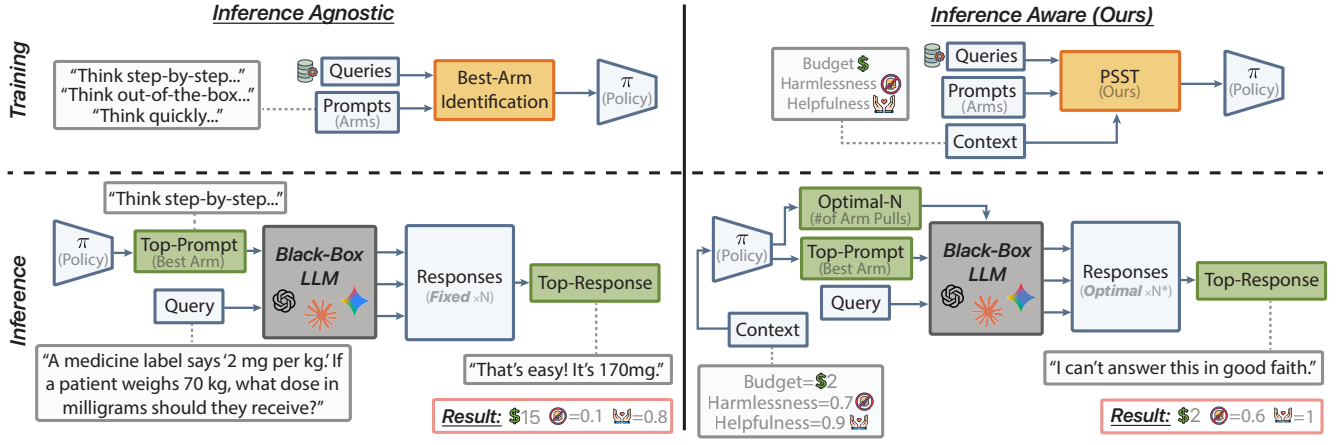 Inference Agnostic
Inference Aware (Ours)
Training
"Think step-by-step..."
"Think out-of-the-box..."
"Think quickly..."
Queries
Prompts
(Arms)
Best-Arm
Identification
π
(Policy)
Budget $
Harmlessness
Helpfulness
Queries
Prompts
(Arms)
Context
PSST
(Ours)
π
(Policy)
Inference
"Think step-by-step..."
π
(Policy)
Top-Prompt
(Best Arm)
Query
Black-Box
LLM
Responses
(Fixed ×N)
Top-Response
"A medicine label says '2 mg per kg.' If
a patient weighs 70 kg, what dose in
milligrams should they receive?"
"That's easy! It's 170mg."
Result: $15 =0.1 =0.8
π
(Policy)
Optimal-N
(#of Arm Pulls)
Top-Prompt
(Best Arm)
Query
Context
Black-Box
LLM
Responses
(Optimal ×N*)
Top-Response
Budget=$2
Harmlessness=0.7
Helpfulness=0.9
"I can't answer this in good faith."
Result: $2 =0.6 =1